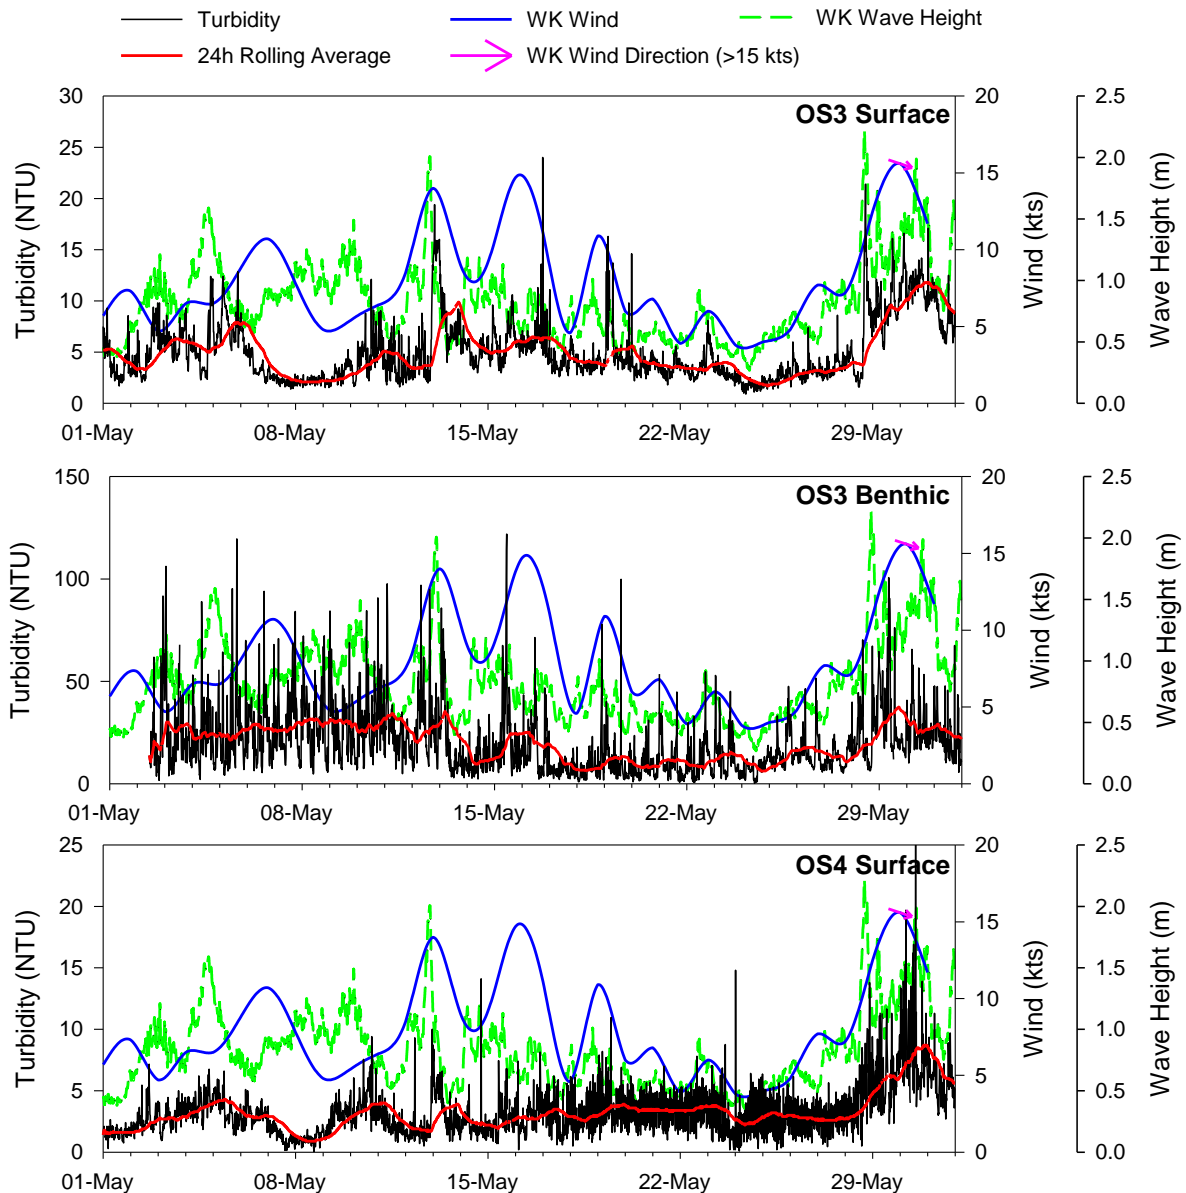 Turbidity WK Wind WK Wave Height
24h Rolling Average WK Wind Direction (>15 kts)
OS3 Surface
Turbidity (NTU)
30
25
20
15
10
5
0
Wind (kts)
20
15
10
5
0
Wave Height (m)
2.5
2.0
1.5
1.0
0.5
0.0
01-May 08-May 15-May 22-May 29-May
OS3 Benthic
Turbidity (NTU)
150
100
50
0
Wind (kts)
20
15
10
5
0
Wave Height (m)
2.5
2.0
1.5
1.0
0.5
0.0
01-May 08-May 15-May 22-May 29-May
OS4 Surface
Turbidity (NTU)
25
20
15
10
5
0
Wind (kts)
20
15
10
5
0
Wave Height (m)
2.5
2.0
1.5
1.0
0.5
0.0
01-May 08-May 15-May 22-May 29-May